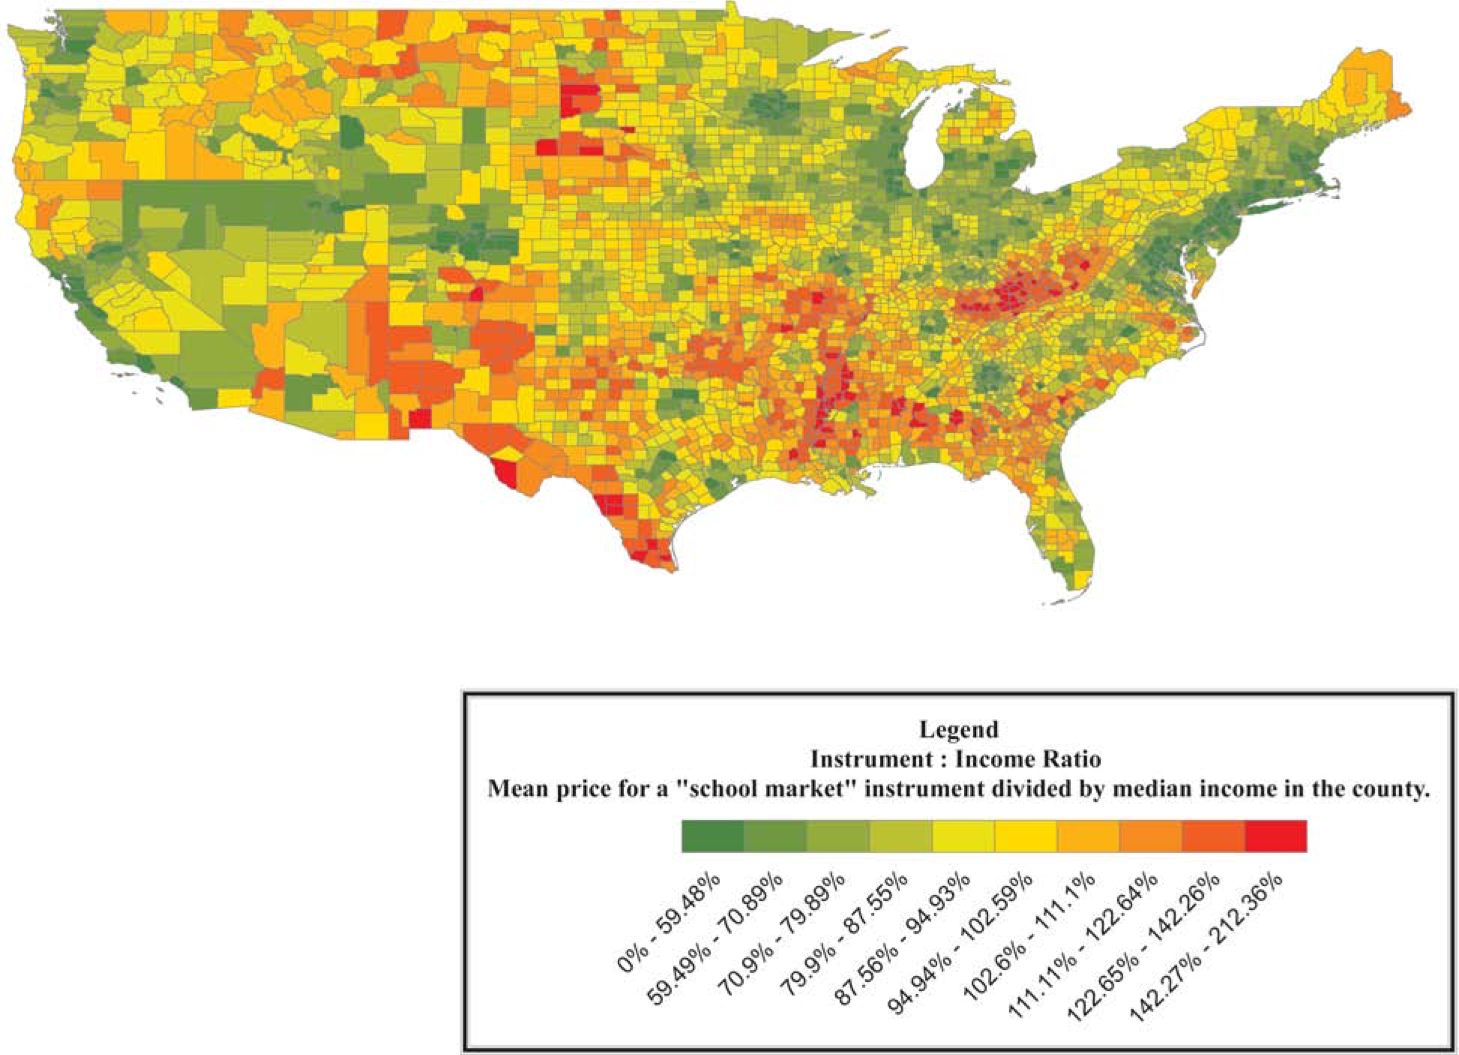 Legend
Instrument : Income Ratio
Mean price for a "school market" instrument divided by median income in the county.
0% - 59.48%
59.49% - 70.89%
70.9% - 79.89%
79.9% - 87.55%
87.56% - 94.93%
94.94% - 102.59%
102.6% - 111.1%
111.11% - 122.64%
122.65% - 142.26%
142.27% - 212.36%